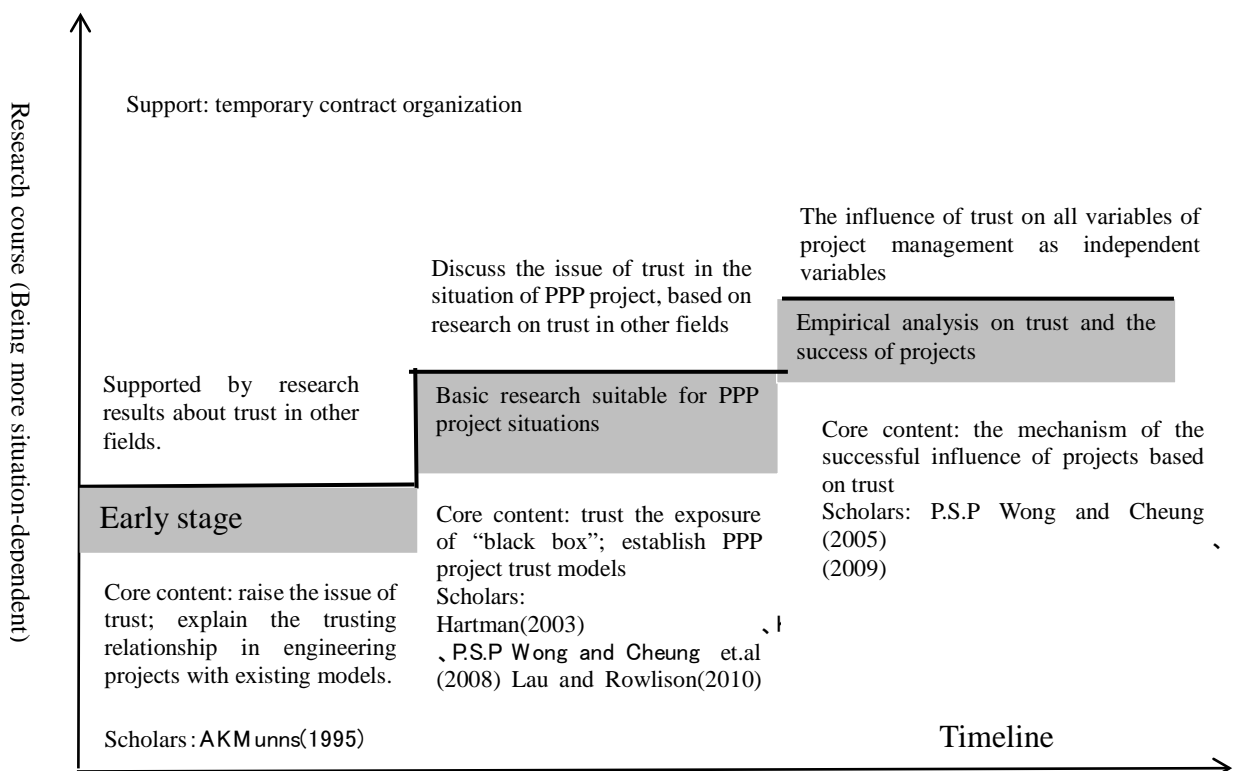 Research course (Being more situation-dependent)
Support: temporary contract organization
Supported by research
results about trust in other
fields.
Early stage
Core content: raise the issue of
trust; explain the trusting
relationship in engineering
projects with existing models.
Scholars:AKMunns(1995)
Discuss the issue of trust in the
situation of PPP project, based on
research on trust in other fields
Basic research suitable for PPP
project situations
Core content: trust the exposure
of “black box”; establish PPP
project trust models
Scholars:
Hartman(2003) 、
、P.S.P Wong and Cheung et.al
(2008) Lau and Rowlison(2010)
The influence of trust on all variables of
project management as independent
variables
Empirical analysis on trust and the
success of projects
Core content: the mechanism of the
successful influence of projects based
on trust
Scholars: P.S.P Wong and Cheung
(2005) 、
(2009)
Timeline